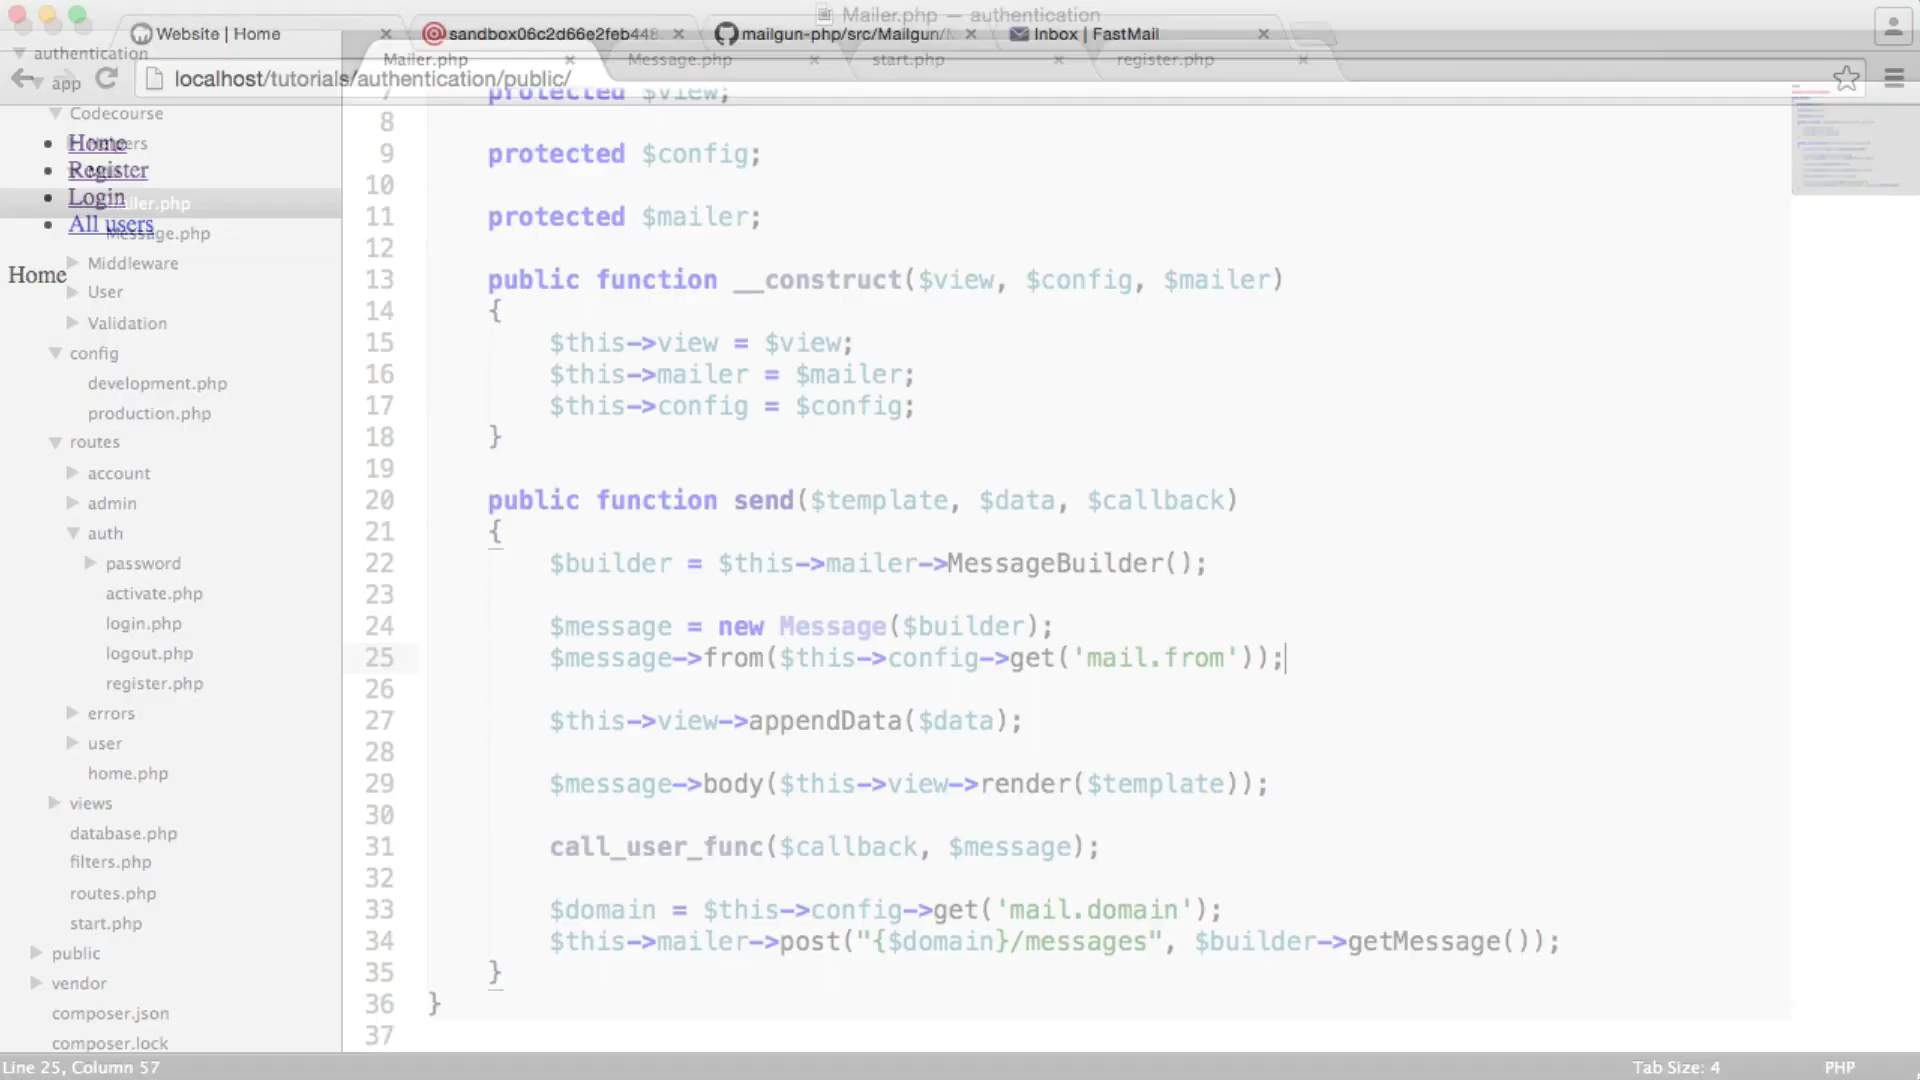 Mailer.php — authentication
Website | Home
sandbox06c2d66e2feb448
mailgun-php/src/Mailgun/
Inbox | FastMail
authentication
Mailer.php
Message.php
start.php
register.php
app
localhost/tutorials/authentication/public/
Codecourse
Home
Register
Login
All users
Home
Mailer.php
Message.php
Middleware
User
Validation
config
development.php
production.php
routes
account
admin
auth
password
activate.php
login.php
logout.php
register.php
errors
user
home.php
views
database.php
filters.php
routes.php
start.php
public
vendor
composer.json
composer.lock
7 protected $view;
8
9 protected $config;
10
11 protected $mailer;
12
13 public function __construct($view, $config, $mailer)
14 {
15 $this->view = $view;
16 $this->mailer = $mailer;
17 $this->config = $config;
18 }
19
20 public function send($template, $data, $callback)
21 {
22 $builder = $this->mailer->MessageBuilder();
23
24 $message = new Message($builder);
25 $message->from($this->config->get('mail.from'));
26
27 $this->view->appendData($data);
28
29 $message->body($this->view->render($template));
30
31 call_user_func($callback, $message);
32
33 $domain = $this->config->get('mail.domain');
34 $this->mailer->post("{$domain}/messages", $builder->getMessage());
35 }
36 }
37
Line 25, Column 57
Tab Size: 4
PHP